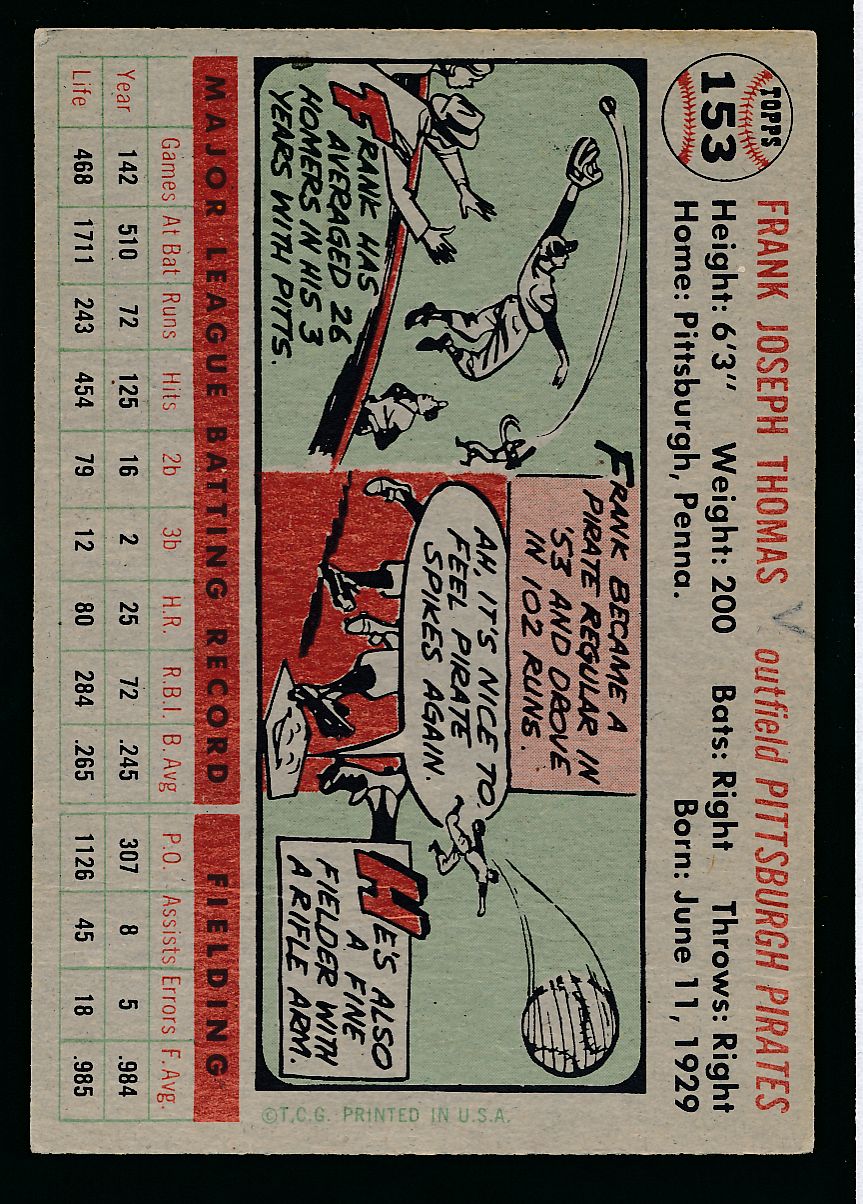 TOPPS
153
FRANK JOSEPH THOMAS outfield PITTSBURGH PIRATES
Height: 6'3" Weight: 200 Bats: Right Throws: Right
Home: Pittsburgh, Penna. Born: June 11, 1929
FRANK HAS
AVERAGED 26
HOMERS IN HIS 3
YEARS WITH PITTS.
FRANK BECAME A
PIRATE REGULAR IN
'53 AND DROVE
IN 102 RUNS.
AH, IT'S NICE TO
FEEL PIRATE
SPIKES AGAIN.
HE'S ALSO
A FINE
FIELDER WITH
A RIFLE ARM.
©T.C.G. PRINTED IN U.S.A.
MAJOR LEAGUE BATTING RECORD FIELDING
Games At Bat Runs Hits 2b 3b H.R. R.B.I. B. Avg P.O. Assists Errors F. Avg.
Year 142 510 72 125 16 2 25 72 .245 307 8 5 .984
Life 468 1711 243 454 79 12 80 284 .265 1126 45 18 .985